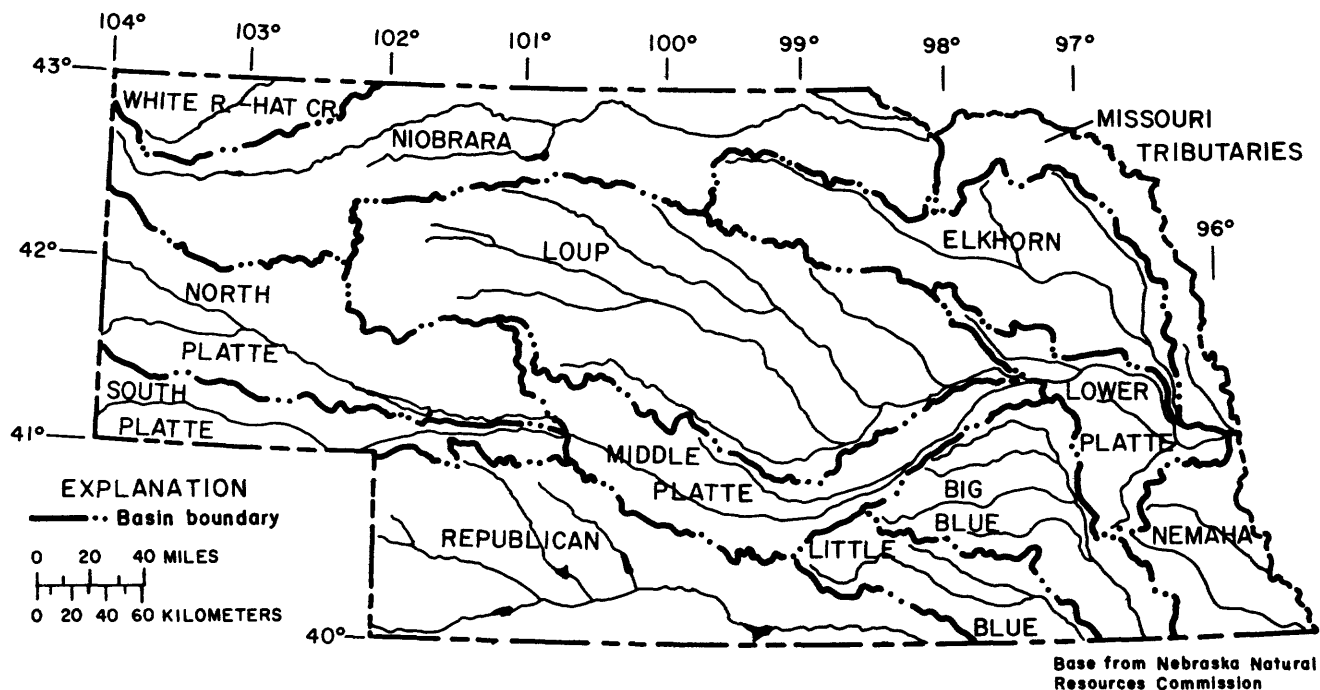 104°
103°
102°
101°
100°
99°
98°
97°
43°
WHITE R.-HAT CR.
MISSOURI
TRIBUTARIES
NIOBRARA
96°
ELKHORN
42°
LOUP
NORTH
PLATTE
SOUTH
PLATTE
LOWER
PLATTE
41°
MIDDLE
PLATTE
BIG
BLUE
EXPLANATION
Basin boundary
REPUBLICAN
LITTLE
BLUE
NEMAHA
0 20 40 MILES
0 20 40 60 KILOMETERS
40°
Base from Nebraska Natural
Resources Commission